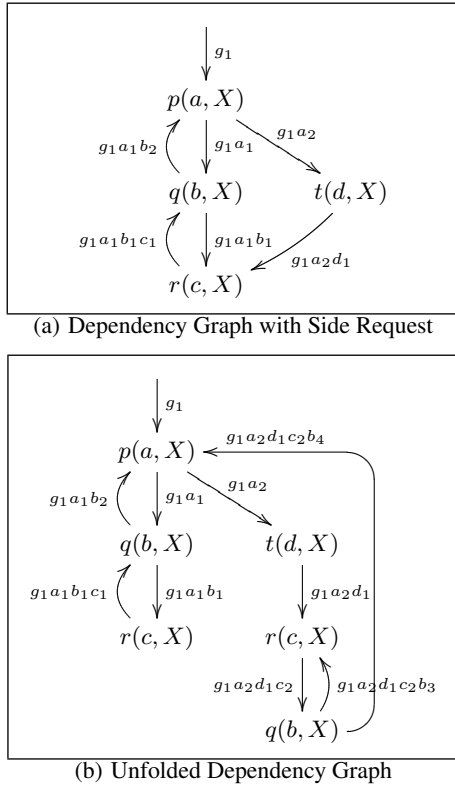 g₁
p(a, X)
g₁a₁b₂ g₁a₁ g₁a₂
q(b, X) t(d, X)
g₁a₁b₁c₁ g₁a₁b₁ g₁a₂d₁
r(c, X)
(a) Dependency Graph with Side Request
g₁
g₁a₂d₁c₂b₄
p(a, X)
g₁a₁b₂ g₁a₁ g₁a₂
q(b, X) t(d, X)
g₁a₁b₁c₁ g₁a₁b₁ g₁a₂d₁
r(c, X) r(c, X)
g₁a₂d₁c₂ g₁a₂d₁c₂b₃
q(b, X)
(b) Unfolded Dependency Graph